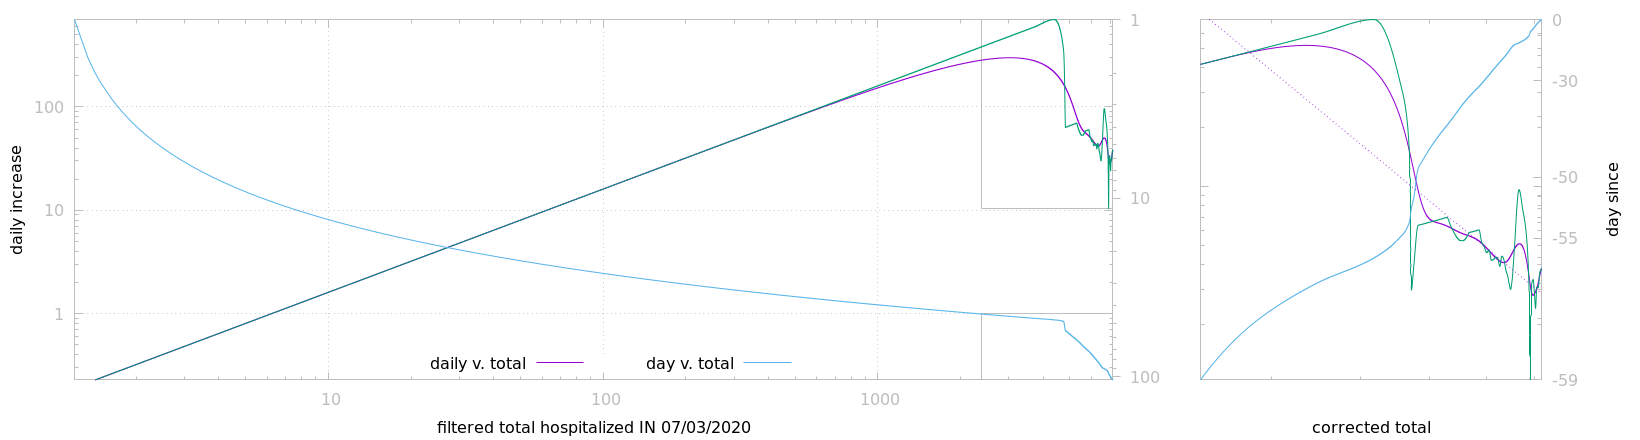 daily increase
100
10
1
10
100
1000
1
10
100
daily v. total
day v. total
filtered total hospitalized IN 07/03/2020
0
-30
-50
-55
-59
day since
corrected total